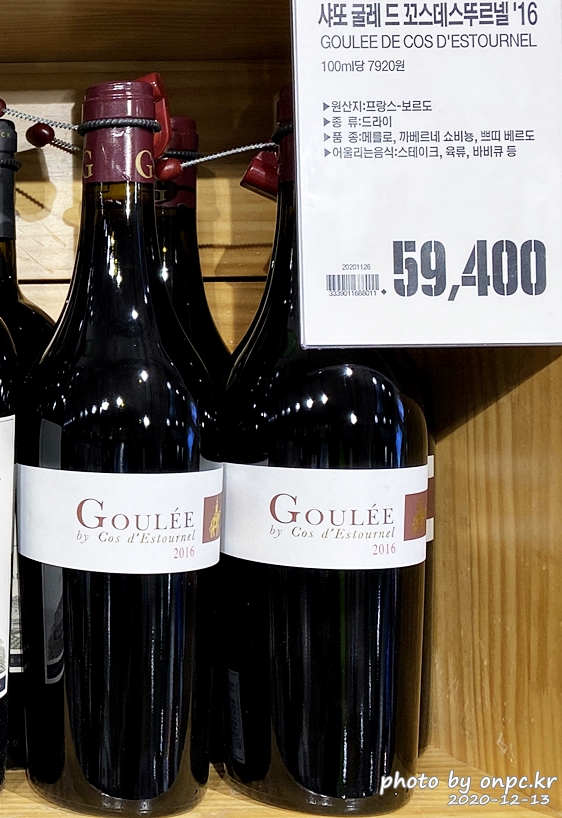 샤또 굴레 드 꼬스데스뚜르넬 '16
GOULEE DE COS D'ESTOURNEL
100ml당 7920원
▶원산지:프랑스-보르도
▶종 류:드라이
▶품 종:메를로, 까베르네 쇼비뇽, 쁘띠 베르도
▶어울리는음식:스테이크, 육류, 바비큐 등
20201126
3339011688011
59,400
G
G
GOULÉE
by Cos d'Estournel
2016
GOULÉE
by Cos d'Estournel
2016
photo by onpc.kr
2020-12-13